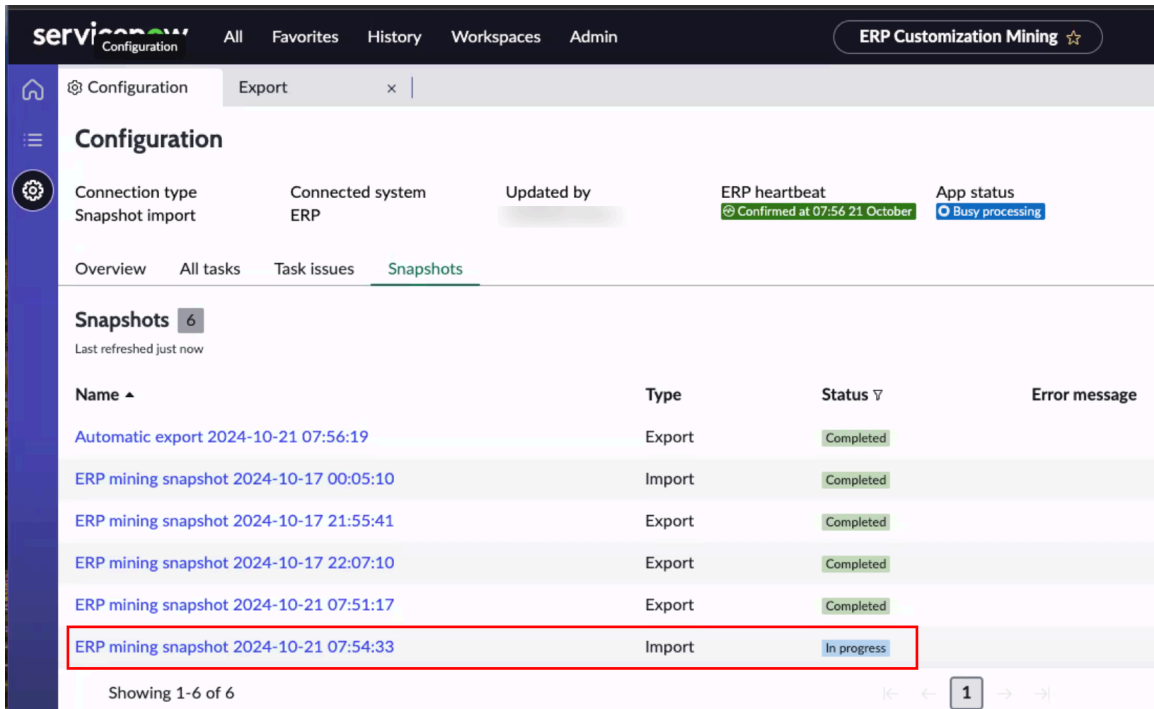 servicenow All Favorites History Workspaces Admin ERP Customization Mining
Configuration
Configuration Export
Configuration
Connection type Connected system Updated by ERP heartbeat App status
Snapshot import ERP Confirmed at 07:56 21 October Busy processing
Overview All tasks Task issues Snapshots
Snapshots 6
Last refreshed just now
Name Type Status Error message
Automatic export 2024-10-21 07:56:19 Export Completed
ERP mining snapshot 2024-10-17 00:05:10 Import Completed
ERP mining snapshot 2024-10-17 21:55:41 Export Completed
ERP mining snapshot 2024-10-17 22:07:10 Export Completed
ERP mining snapshot 2024-10-21 07:51:17 Export Completed
ERP mining snapshot 2024-10-21 07:54:33 Import In progress
Showing 1-6 of 6 1